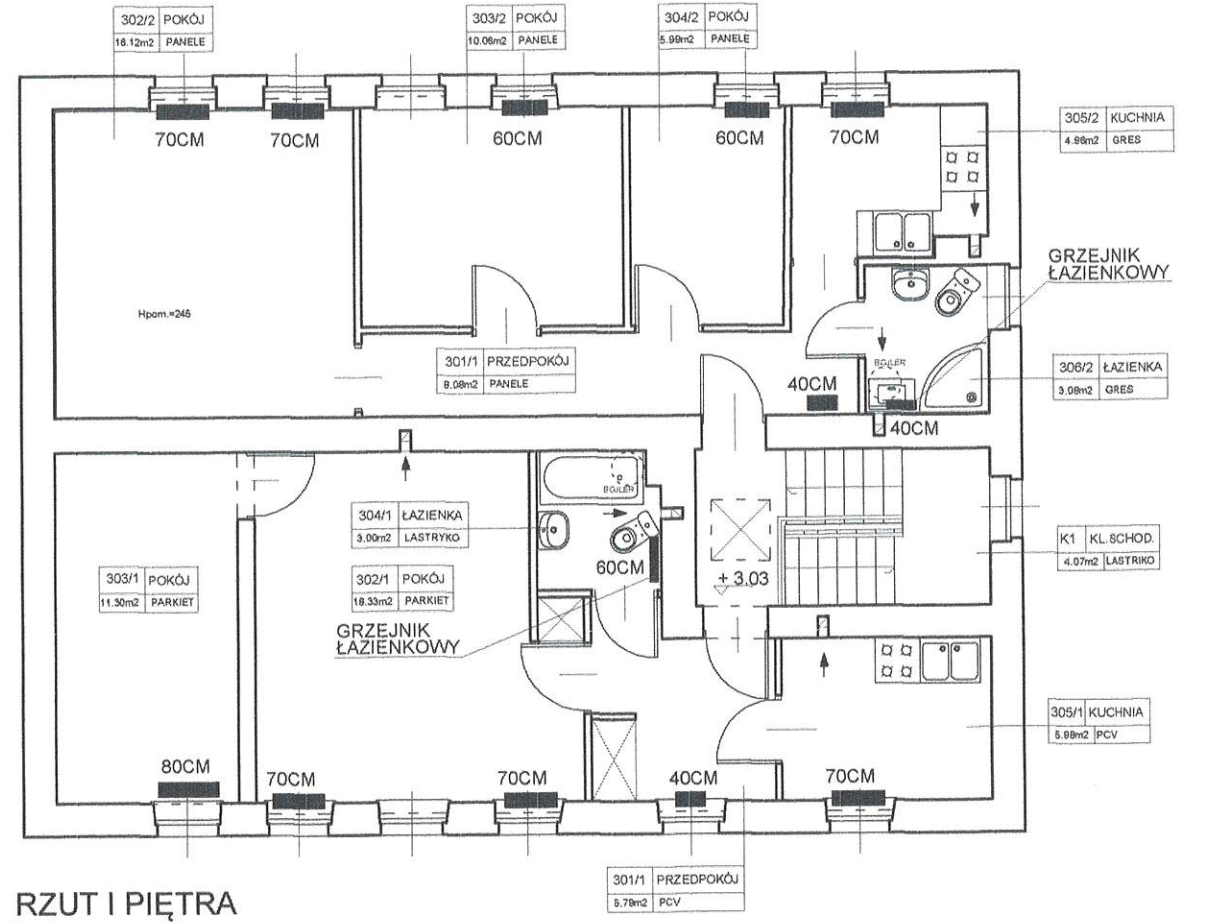 302/2 POKÓJ
16.12m2 PANELE
303/2 POKÓJ
10.06m2 PANELE
304/2 POKÓJ
5.99m2 PANELE
70CM
70CM
60CM
60CM
70CM
305/2 KUCHNIA
4.96m2 GRES
GRZEJNIK
ŁAZIENKOWY
Hpom.=245
301/1 PRZEDPOKÓJ
8.08m2 PANELE
BOJLER
306/2 ŁAZIENKA
3.08m2 GRES
40CM
40CM
304/1 ŁAZIENKA
3.00m2 LASTRYKO
BOJLER
K1 KL.SCHOD.
4.07m2 LASTRIKO
303/1 POKÓJ
11.30m2 PARKIET
302/1 POKÓJ
18.33m2 PARKIET
60CM
+ 3.03
GRZEJNIK
ŁAZIENKOWY
305/1 KUCHNIA
5.98m2 PCV
80CM
70CM
70CM
40CM
70CM
301/1 PRZEDPOKÓJ
5.79m2 PCV
RZUT I PIĘTRA